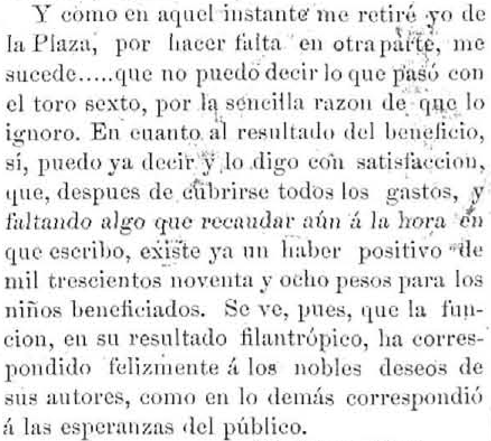 Y como en aquel instante me retiré yo de
la Plaza, por hacer falta en otra parte, me
sucede.....que no puedo decir lo que pasó con
el toro sexto, por la sencilla razon de que lo
ignoro. En cuanto al resultado del beneficio,
sí, puedo ya decir y lo digo con satisfaccion,
que, despues de cubrirse todos los gastos, y
faltando algo que recaudar aún á la hora en
que escribo, existe ya un haber positivo de
mil trescientos noventa y ocho pesos para los
niños beneficiados. Se ve, pues, que la fun-
cion, en su resultado filantrópico, ha corres-
pondido felizmente á los nobles deseos de
sus autores, como en lo demás correspondió
á las esperanzas del público.